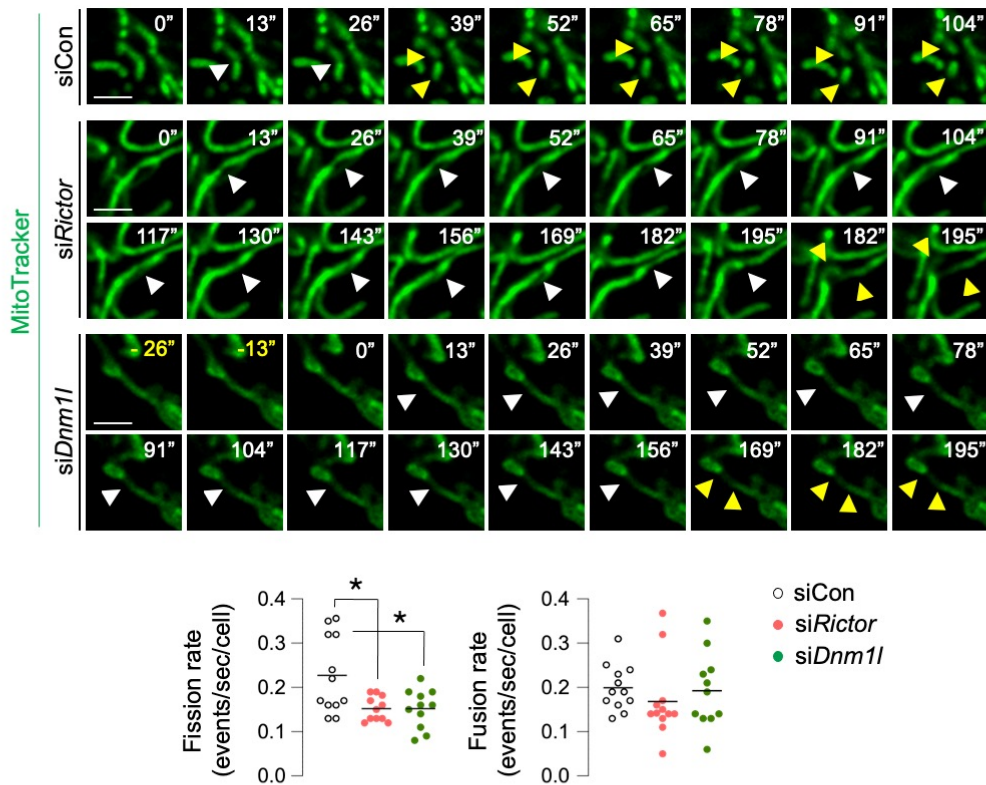 siCon 0” 13” 26” 39” 52” 65” 78” 91” 104”
MitoTracker
siRictor 0” 13” 26” 39” 52” 65” 78” 91” 104”
117” 130” 143” 156” 169” 182” 195” 182” 195”
siDnm1l - 26” -13” 0” 13” 26” 39” 52” 65” 78”
91” 104” 117” 130” 143” 156” 169” 182” 195”
Fission rate
(events/sec/cell)
0.4
0.3
0.2
0.1
0.0
*
*
Fusion rate
(events/sec/cell)
0.4
0.3
0.2
0.1
0.0
siCon
siRictor
siDnm1l